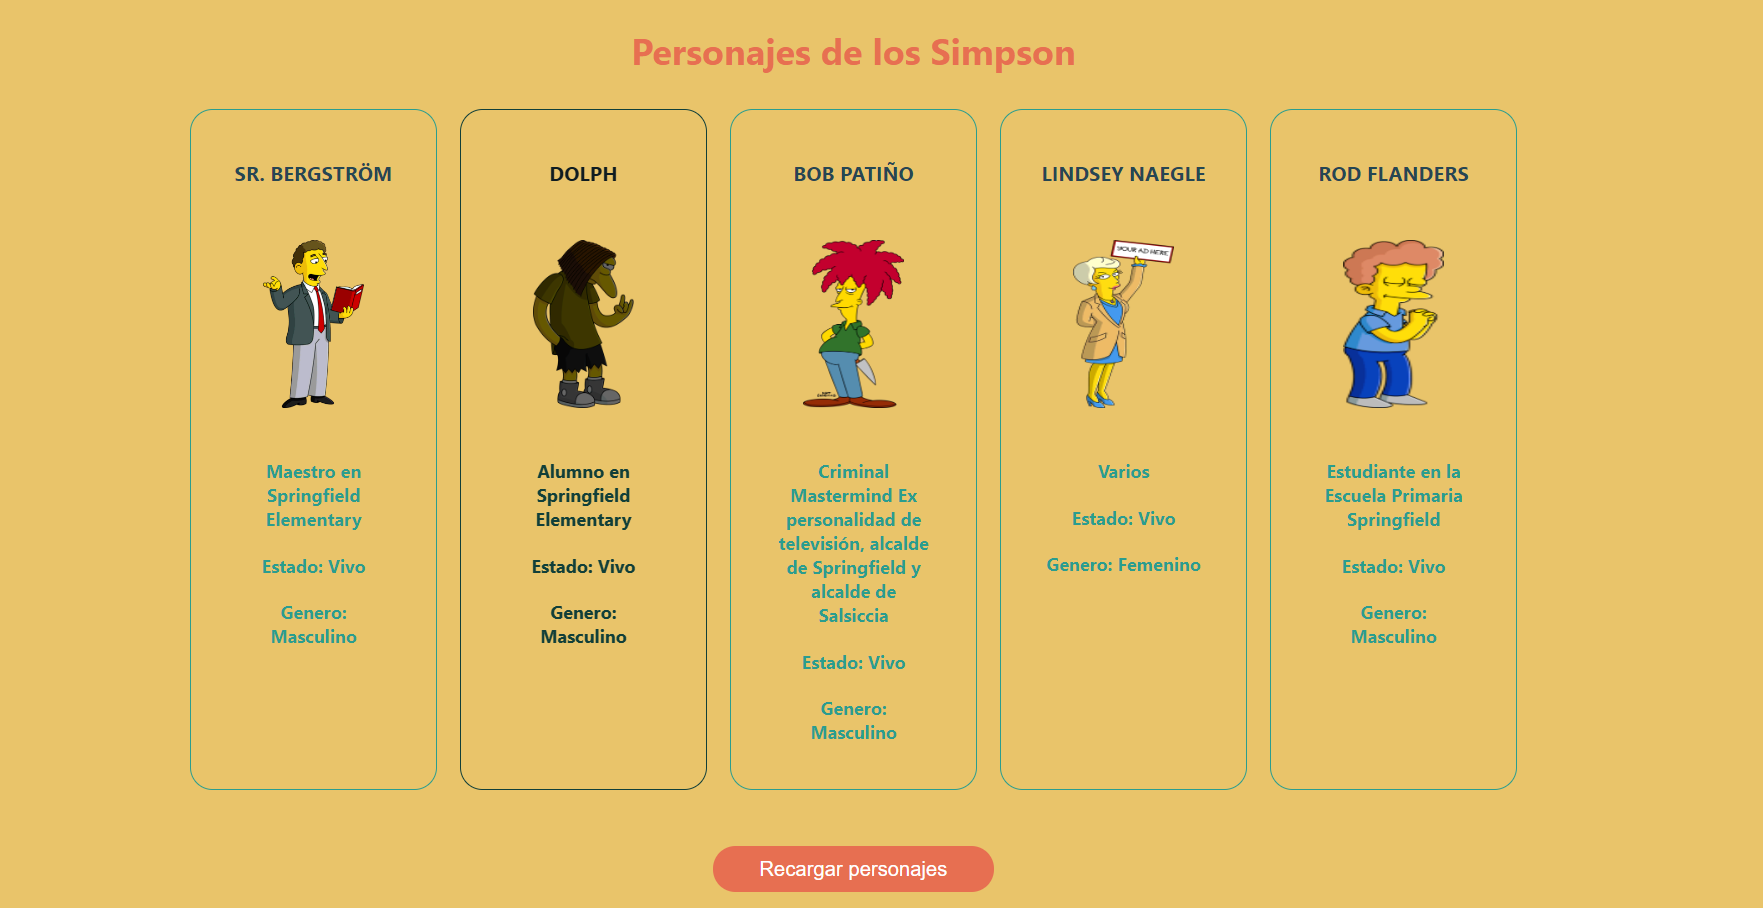 Personajes de los Simpson
SR. BERGSTRÖM
Maestro en
Springfield
Elementary
Estado: Vivo
Genero:
Masculino
DOLPH
Alumno en
Springfield
Elementary
Estado: Vivo
Genero:
Masculino
BOB PATIÑO
Criminal
Mastermind Ex
personalidad de
televisión, alcalde
de Springfield y
alcalde de
Salsiccia
Estado: Vivo
Genero:
Masculino
LINDSEY NAEGLE
YOUR AD HERE
Varios
Estado: Vivo
Genero: Femenino
ROD FLANDERS
Estudiante en la
Escuela Primaria
Springfield
Estado: Vivo
Genero:
Masculino
Recargar personajes